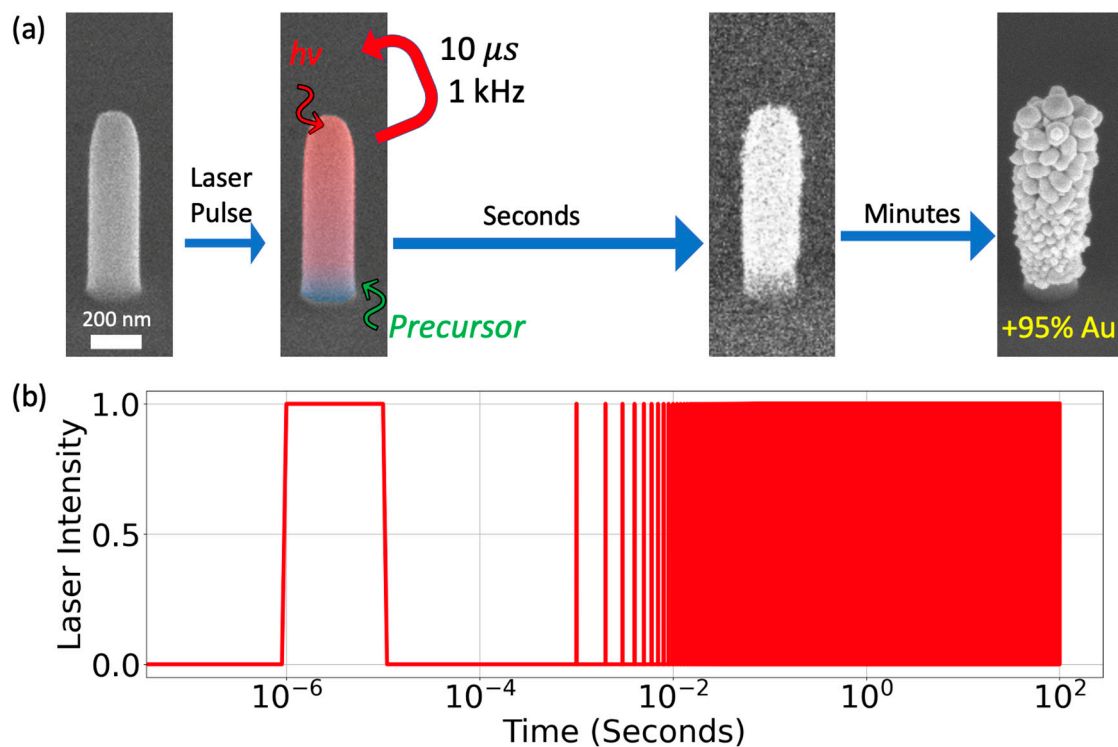 (a)
hν
10 μs
1 kHz
Laser
Pulse
Seconds
Minutes
200 nm
Precursor
+95% Au
(b)
Laser Intensity
1.0
0.5
0.0
10⁻⁶
10⁻⁴
10⁻²
10⁰
10²
Time (Seconds)